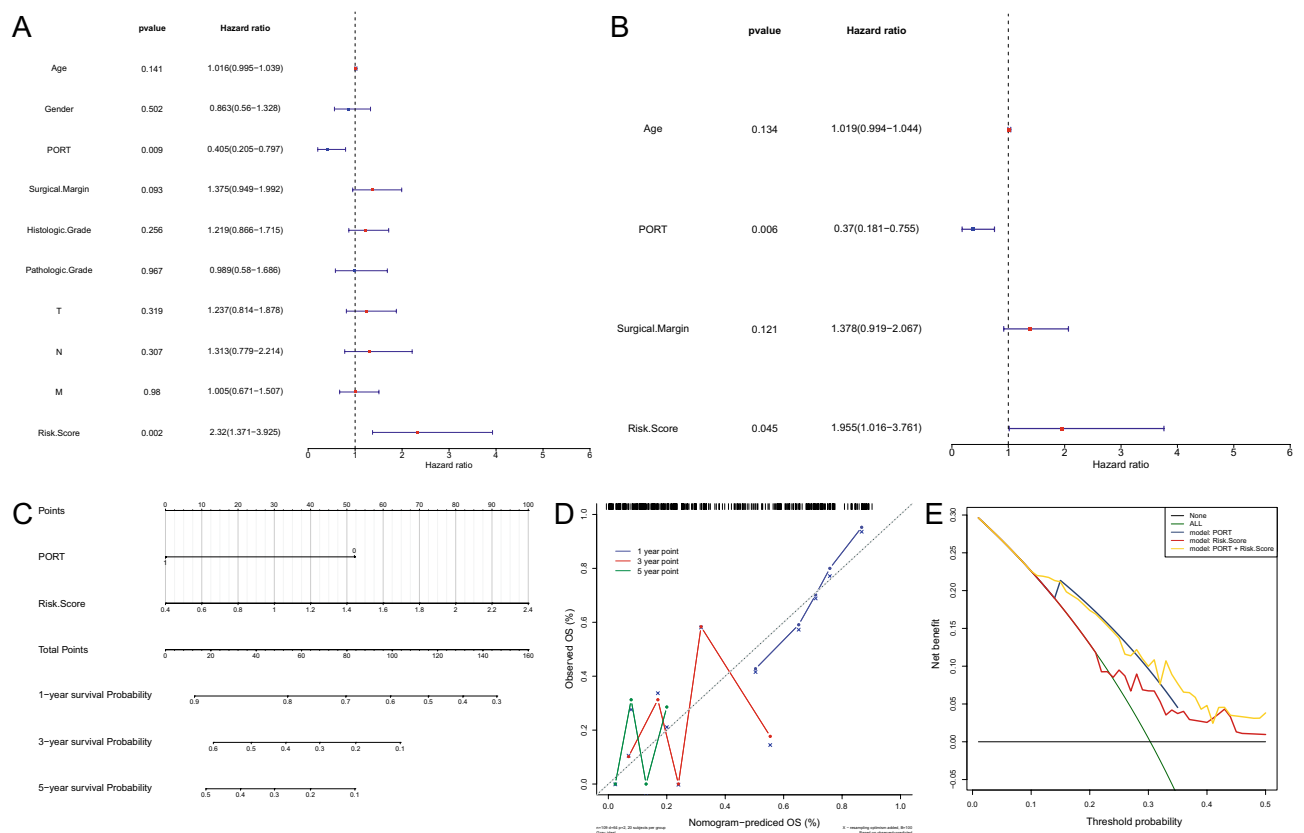 A
pvalue Hazard ratio
Age 0.141 1.016(0.995−1.039)
Gender 0.502 0.863(0.56−1.328)
PORT 0.009 0.405(0.205−0.797)
Surgical.Margin 0.093 1.375(0.949−1.992)
Histologic.Grade 0.256 1.219(0.866−1.715)
Pathologic.Grade 0.967 0.989(0.58−1.686)
T 0.319 1.237(0.814−1.878)
N 0.307 1.313(0.779−2.214)
M 0.98 1.005(0.671−1.507)
Risk.Score 0.002 2.32(1.371−3.925)
0 1 2 3 4 5 6
Hazard ratio
B
pvalue Hazard ratio
Age 0.134 1.019(0.994−1.044)
PORT 0.006 0.37(0.181−0.755)
Surgical.Margin 0.121 1.378(0.919−2.067)
Risk.Score 0.045 1.955(1.016−3.761)
0 1 2 3 4 5 6
Hazard ratio
C
Points 0 10 20 30 40 50 60 70 80 90 100
PORT 1 0
Risk.Score 0.4 0.6 0.8 1 1.2 1.4 1.6 1.8 2 2.2 2.4
Total Points 0 20 40 60 80 100 120 140 160
1−year survival Probability 0.9 0.8 0.7 0.6 0.5 0.4 0.3
3−year survival Probability 0.6 0.5 0.4 0.3 0.2 0.1
5−year survival Probability 0.5 0.4 0.3 0.2 0.1
D
1 year point
3 year point
5 year point
Observed OS (%)
1.0
0.8
0.6
0.4
0.2
0.0
0.0 0.2 0.4 0.6 0.8 1.0
Nomogram−prediced OS (%)
E
None
ALL
model: PORT
model: Risk.Score
model: PORT + Risk.Score
Net benefit
0.30
0.25
0.20
0.15
0.10
0.05
0.00
−0.05
0.0 0.1 0.2 0.3 0.4 0.5
Threshold probability